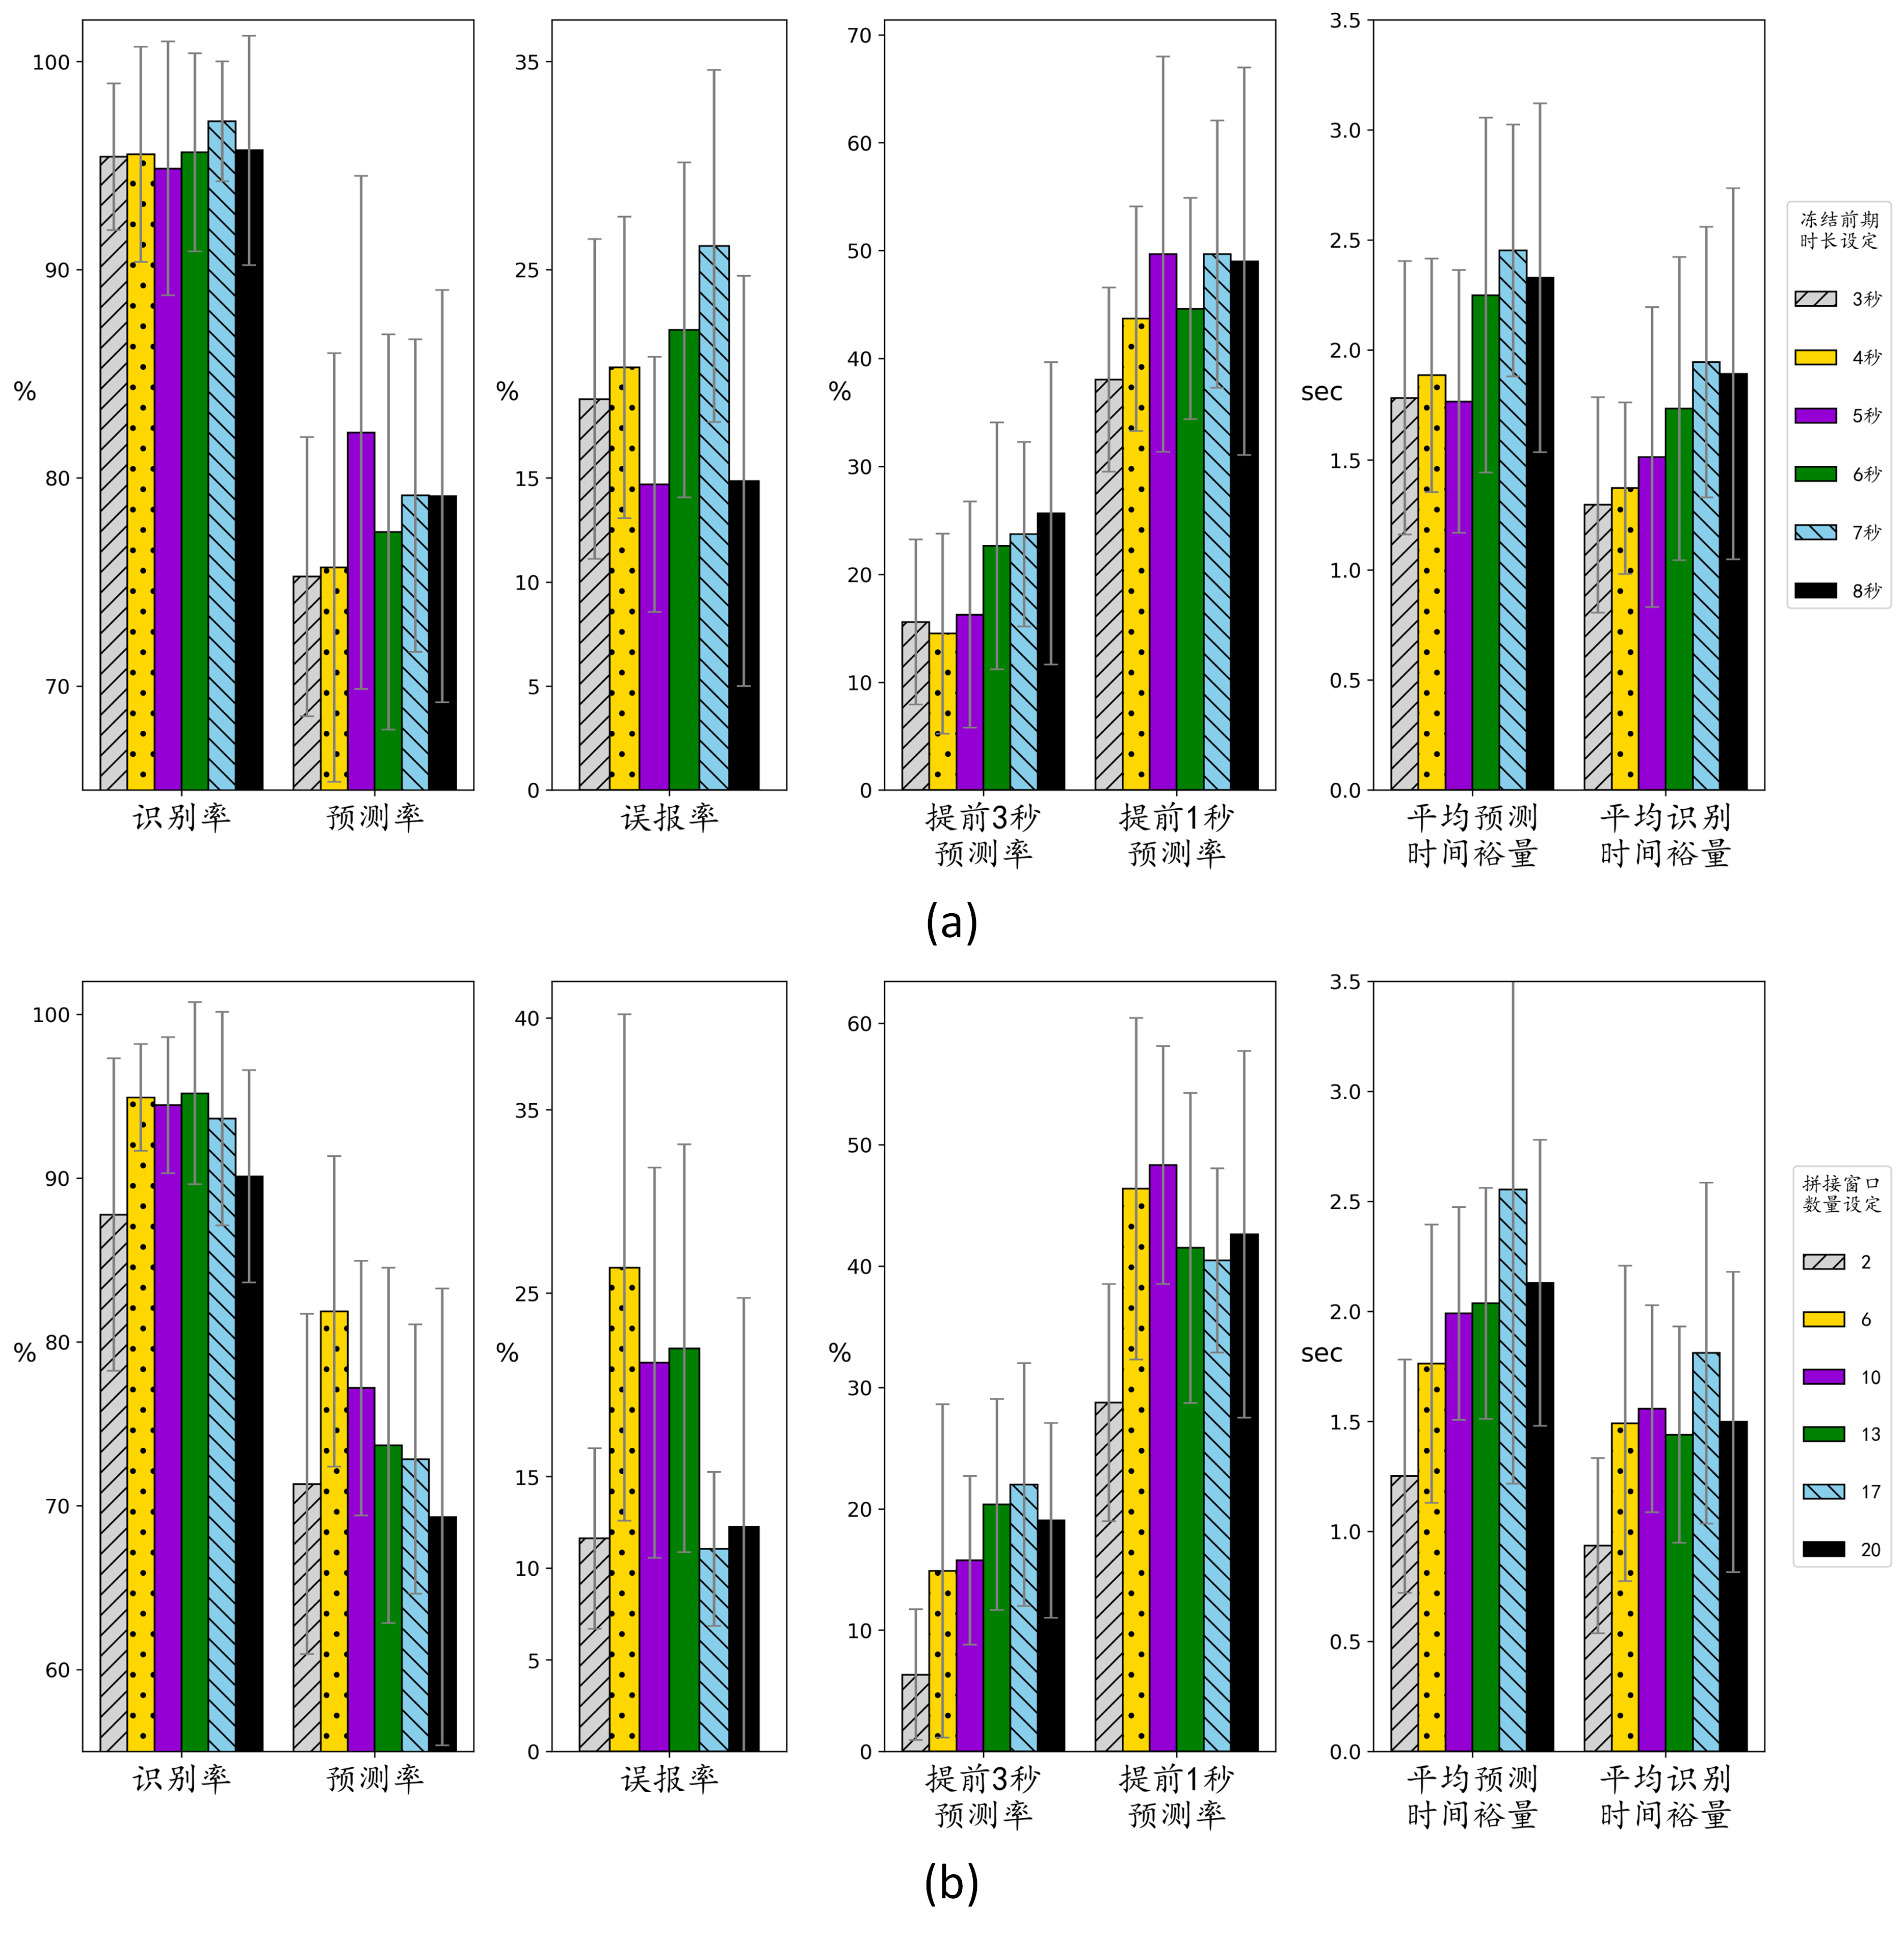 100
90
80
70
%
识别率
预测率
35
25
15
10
5
0
%
误报率
70
60
50
40
30
20
10
0
%
提前3秒
预测率
提前1秒
预测率
3.5
3.0
2.5
2.0
1.5
1.0
0.5
0.0
sec
平均预测
时间裕量
平均识别
时间裕量
冻结前期
时长设定
3秒
4秒
5秒
6秒
7秒
8秒
(a)
100
90
80
70
60
%
识别率
预测率
40
35
25
15
10
5
0
%
误报率
60
50
40
30
20
10
0
%
提前3秒
预测率
提前1秒
预测率
3.5
3.0
2.5
2.0
1.5
1.0
0.5
0.0
sec
平均预测
时间裕量
平均识别
时间裕量
拼接窗口
数量设定
2
6
10
13
17
20
(b)